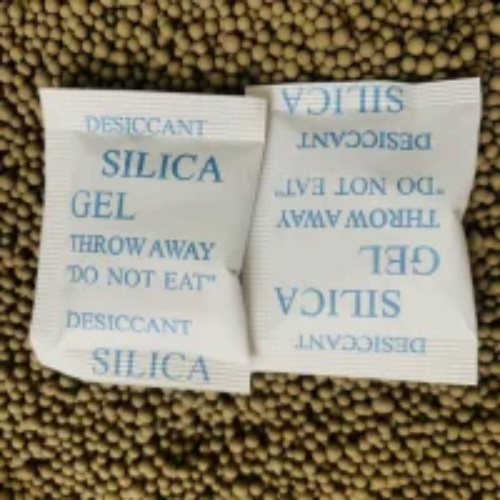 DESICCANT
SILICA
GEL
THROW AWAY
"DO NOT EAT"
DESICCANT
SILICA
DESICCANT
SILICA
GEL
THROW AWAY
"DO NOT EAT"
DESICCANT
SILICA